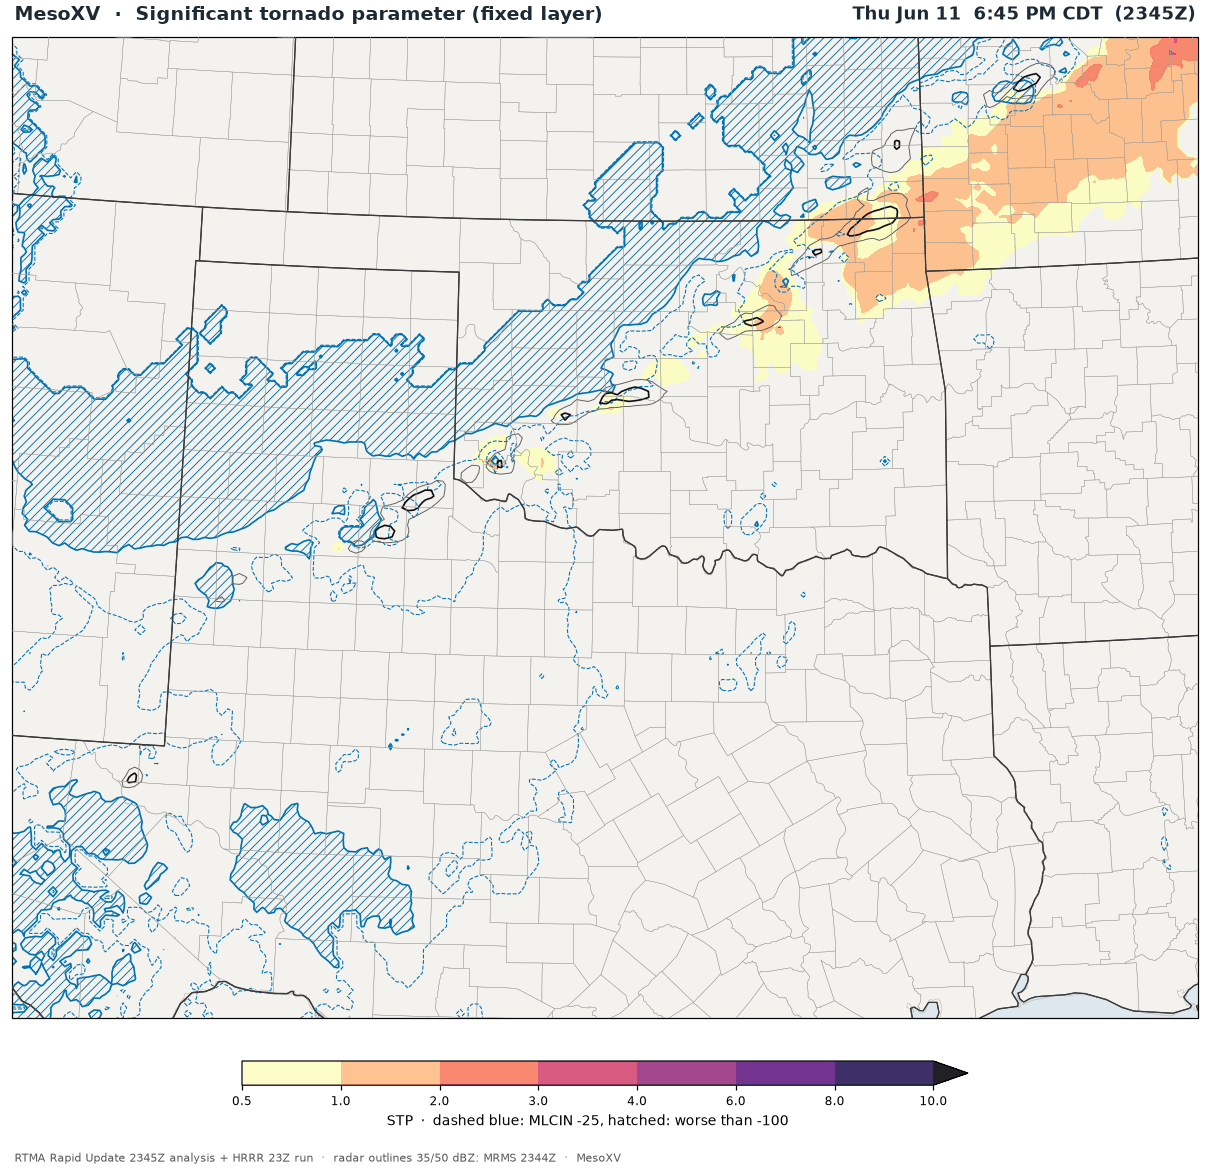 MesoXV · Significant tornado parameter (fixed layer)
Thu Jun 11 6:45 PM CDT (2345Z)
0.5 1.0 2.0 3.0 4.0 6.0 8.0 10.0
STP · dashed blue: MLCIN -25, hatched: worse than -100
RTMA Rapid Update 2345Z analysis + HRRR 23Z run · radar outlines 35/50 dBZ: MRMS 2344Z · MesoXV